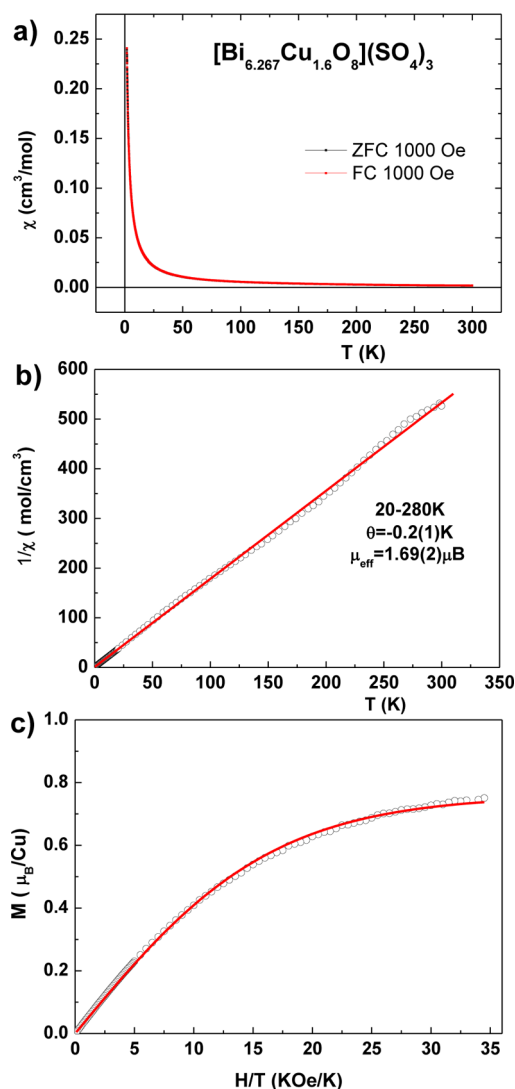 a)
0.25
0.20
0.15
0.10
0.05
0.00
χ (cm³/mol)
[Bi₆.₂₆₇Cu₁.₆O₈](SO₄)₃
ZFC 1000 Oe
FC 1000 Oe
0 50 100 150 200 250 300
T (K)
b)
600
500
400
300
200
100
0
1/χ ( mol/cm³)
20-280K
θ=-0.2(1)K
μeff=1.69(2)μB
0 50 100 150 200 250 300 350
T (K)
c)
1.0
0.8
0.6
0.4
0.2
0.0
M ( μB/Cu)
0 5 10 15 20 25 30 35
H/T (KOe/K)